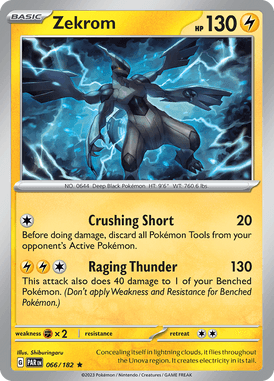 BASIC
Zekrom
HP 130
NO. 0644 Deep Black Pokémon HT: 9'6" WT: 760.6 lbs
Crushing Short 20
Before doing damage, discard all Pokémon Tools from your
opponent's Active Pokémon.
Raging Thunder 130
This attack also does 40 damage to 1 of your Benched
Pokémon. (Don't apply Weakness and Resistance for Benched
Pokémon.)
weakness ×2 resistance retreat
Illus. Shiburingaru
PAR EN 066/182 ★
Concealing itself in lightning clouds, it flies throughout
the Unova region. It creates electricity in its tail.
©2023 Pokémon / Nintendo / Creatures / GAME FREAK